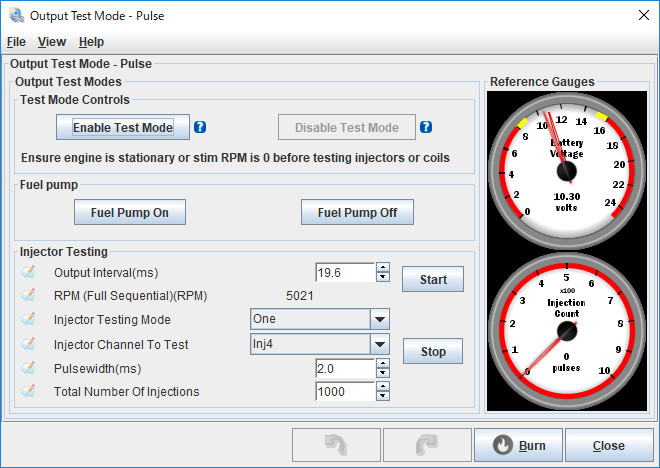 Output Test Mode - Pulse
File View Help
Output Test Mode - Pulse
Output Test Modes
Test Mode Controls
Enable Test Mode ?
Disable Test Mode ?
Ensure engine is stationary or stim RPM is 0 before testing injectors or coils
Fuel pump
Fuel Pump On
Fuel Pump Off
Injector Testing
Output Interval(ms) 19.6
RPM (Full Sequential)(RPM) 5021
Injector Testing Mode One
Injector Channel To Test Inj4
Pulsewidth(ms) 2.0
Total Number Of Injections 1000
Start
Stop
Reference Gauges
0 2 4 6 8 10 12 14 16 18 20 22 24
Battery
Voltage
10.30
volts
0 1 2 3 4 5 6 7 8 9 10
x100
Injection
Count
0
pulses
Burn
Close